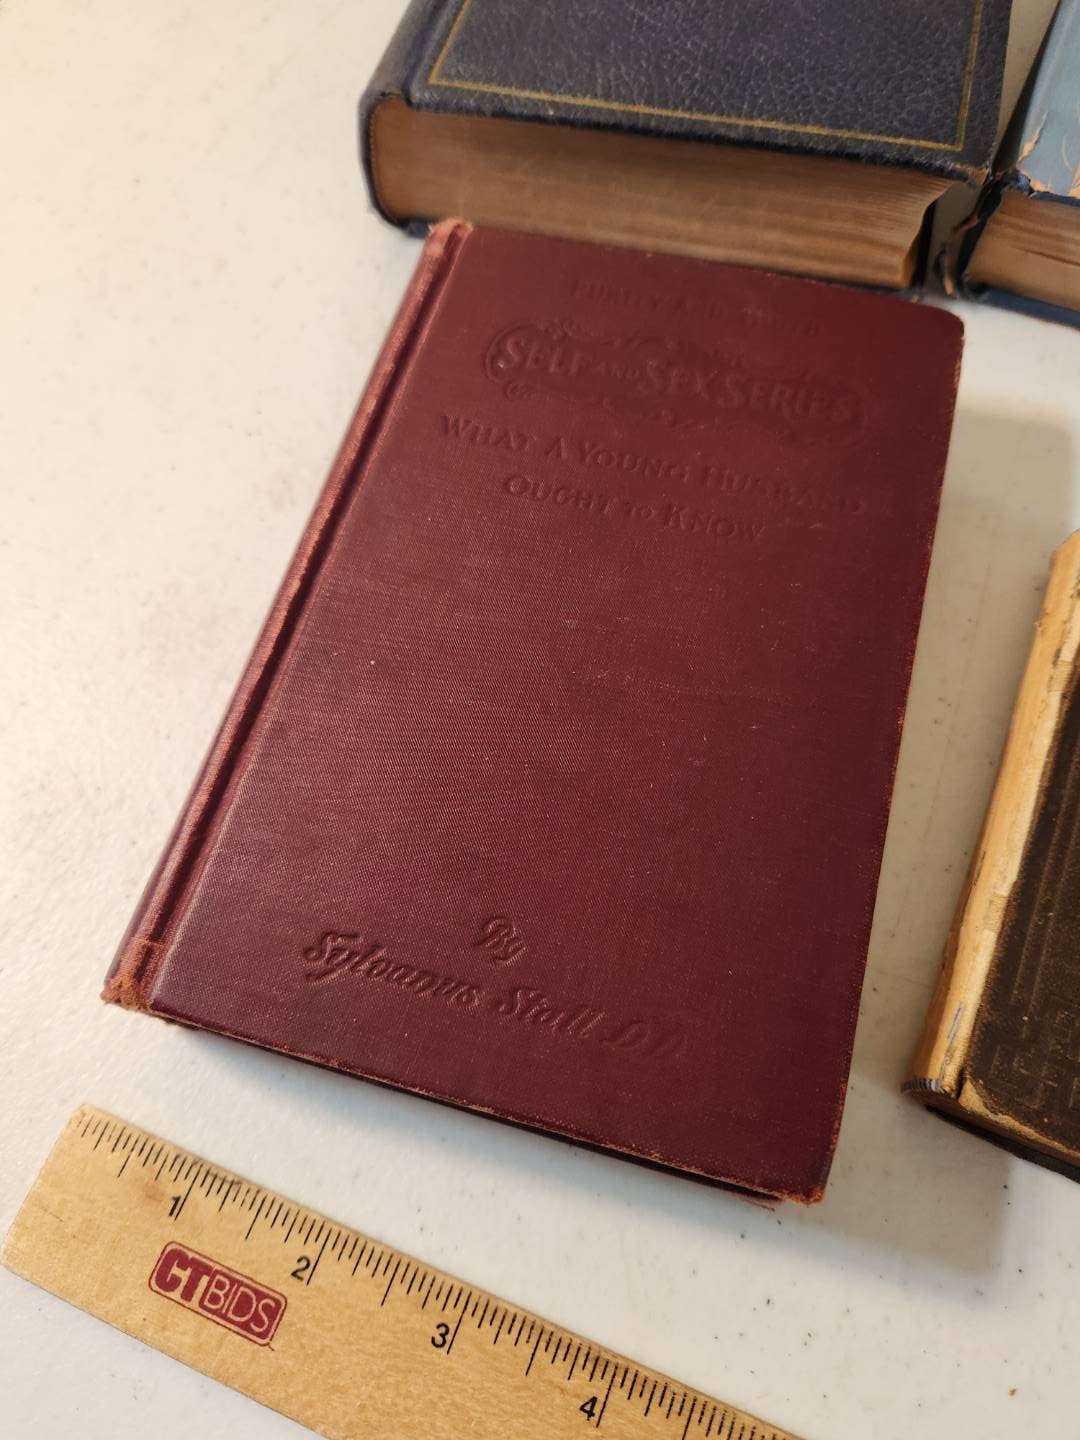 PURITY AND TRUTH
SELF AND SEX SERIES
WHAT A YOUNG HUSBAND
OUGHT TO KNOW
By
Sylvanus Stall D.D.
1
2
3
4
GTBIDS